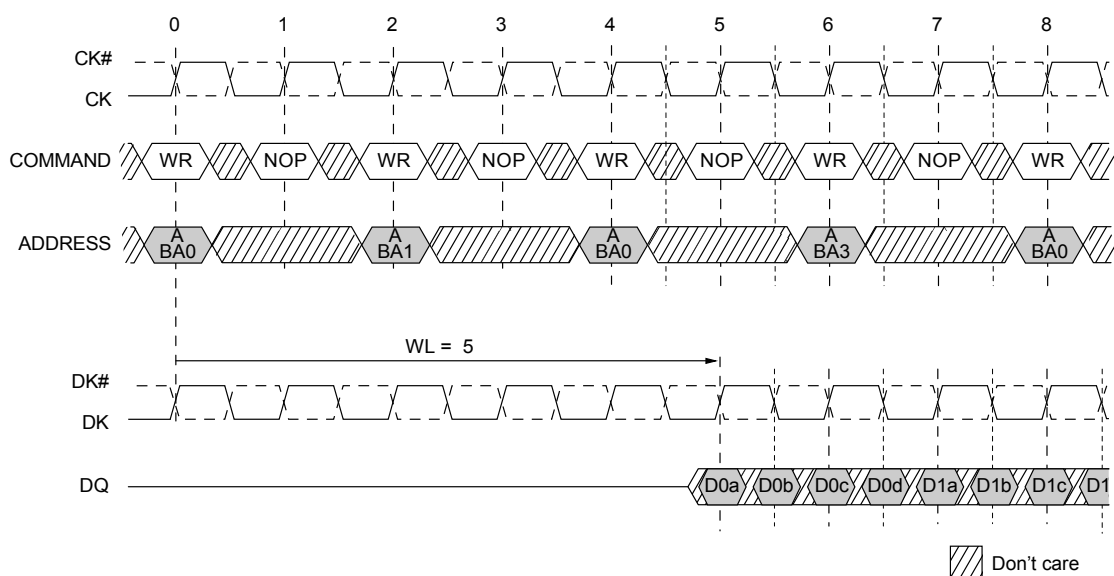 0 1 2 3 4 5 6 7 8
CK#
CK
COMMAND WR NOP WR NOP WR NOP WR NOP WR
ADDRESS A BA0 A BA1 A BA0 A BA3 A BA0
WL = 5
DK#
DK
DQ D0a D0b D0c D0d D1a D1b D1c D1
Don't care